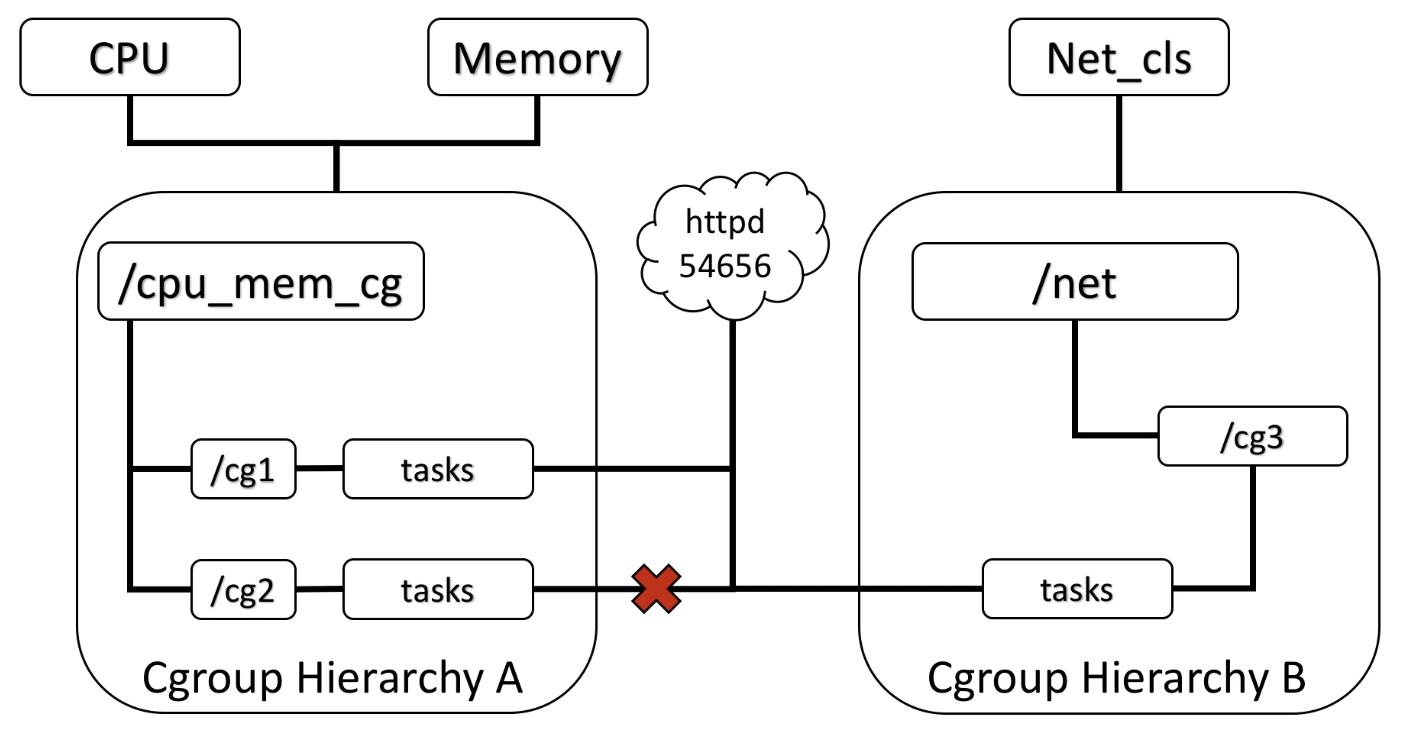 CPU
Memory
Net_cls
httpd
54656
/cpu_mem_cg
/net
/cg3
/cg1
tasks
/cg2
tasks
tasks
Cgroup Hierarchy A
Cgroup Hierarchy B